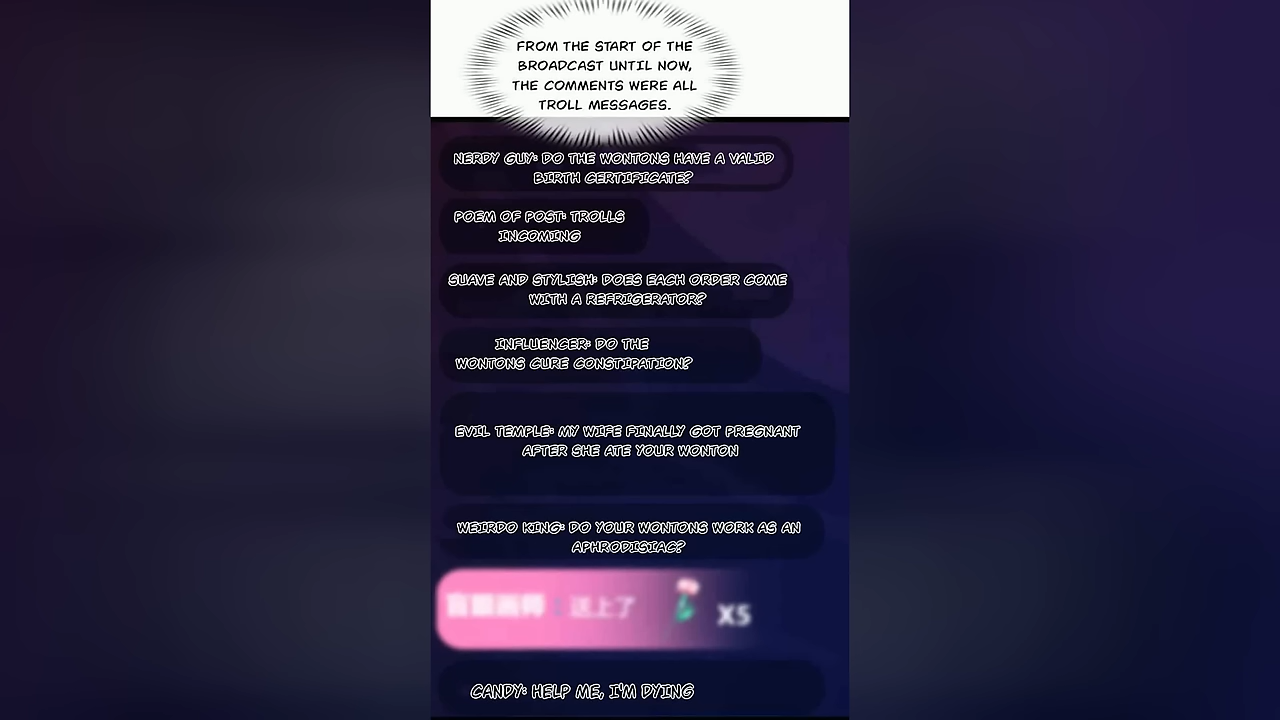 FROM THE START OF THE
BROADCAST UNTIL NOW,
THE COMMENTS WERE ALL
TROLL MESSAGES.
NERDY GUY: DO THE WONTONS HAVE A VALID
BIRTH CERTIFICATE?
POEM OF POST: TROLLS
INCOMING
SUAVE AND STYLISH: DOES EACH ORDER COME
WITH A REFRIGERATOR?
INFLUENCER: DO THE
WONTONS CURE CONSTIPATION?
EVIL TEMPLE: MY WIFE FINALLY GOT PREGNANT
AFTER SHE ATE YOUR WONTON
WEIRDO KING: DO YOUR WONTONS WORK AS AN
APHRODISIAC?
送上了 X5
CANDY: HELP ME, I'M DYING